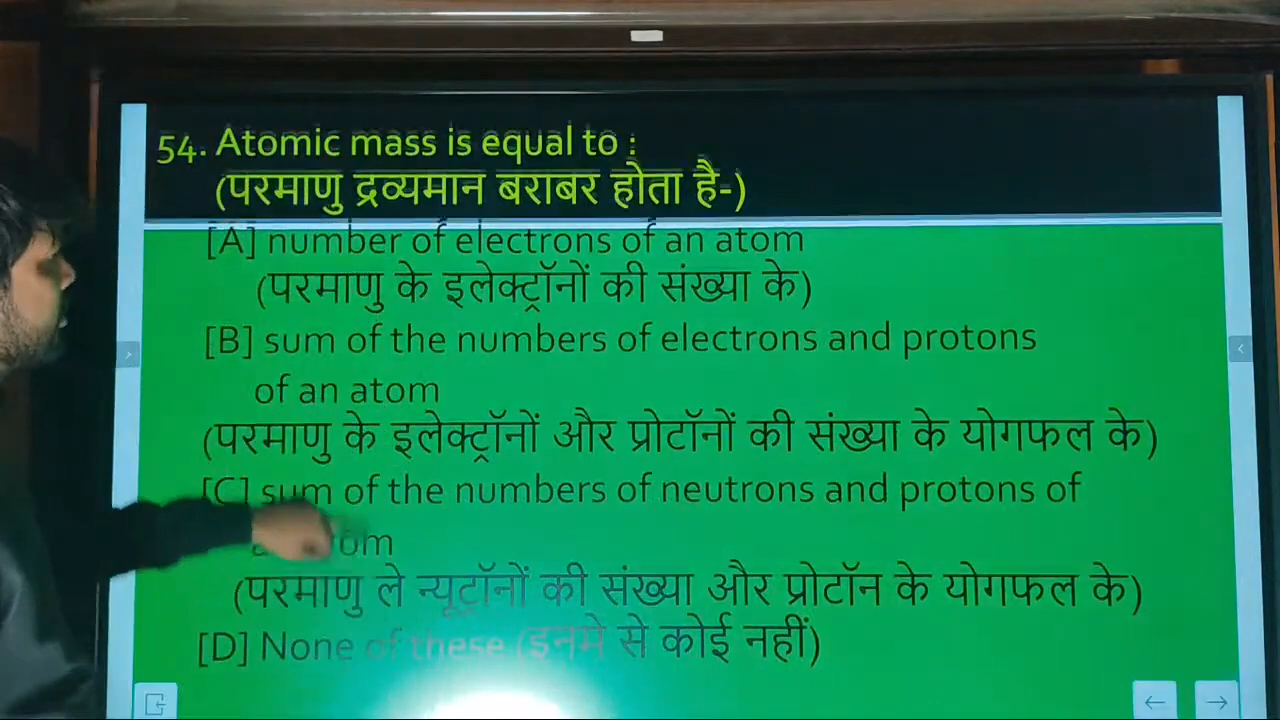 54. Atomic mass is equal to :
(परमाणु द्रव्यमान बराबर होता है-)
[A] number of electrons of an atom
(परमाणु के इलेक्ट्रॉनों की संख्या के)
[B] sum of the numbers of electrons and protons
of an atom
(परमाणु के इलेक्ट्रॉनों और प्रोटॉनों की संख्या के योगफल के)
[C] sum of the numbers of neutrons and protons of
(परमाणु ले न्यूट्रॉनों की संख्या और प्रोटॉन के योगफल के)
[D] None of these (इनमे से कोई नहीं)